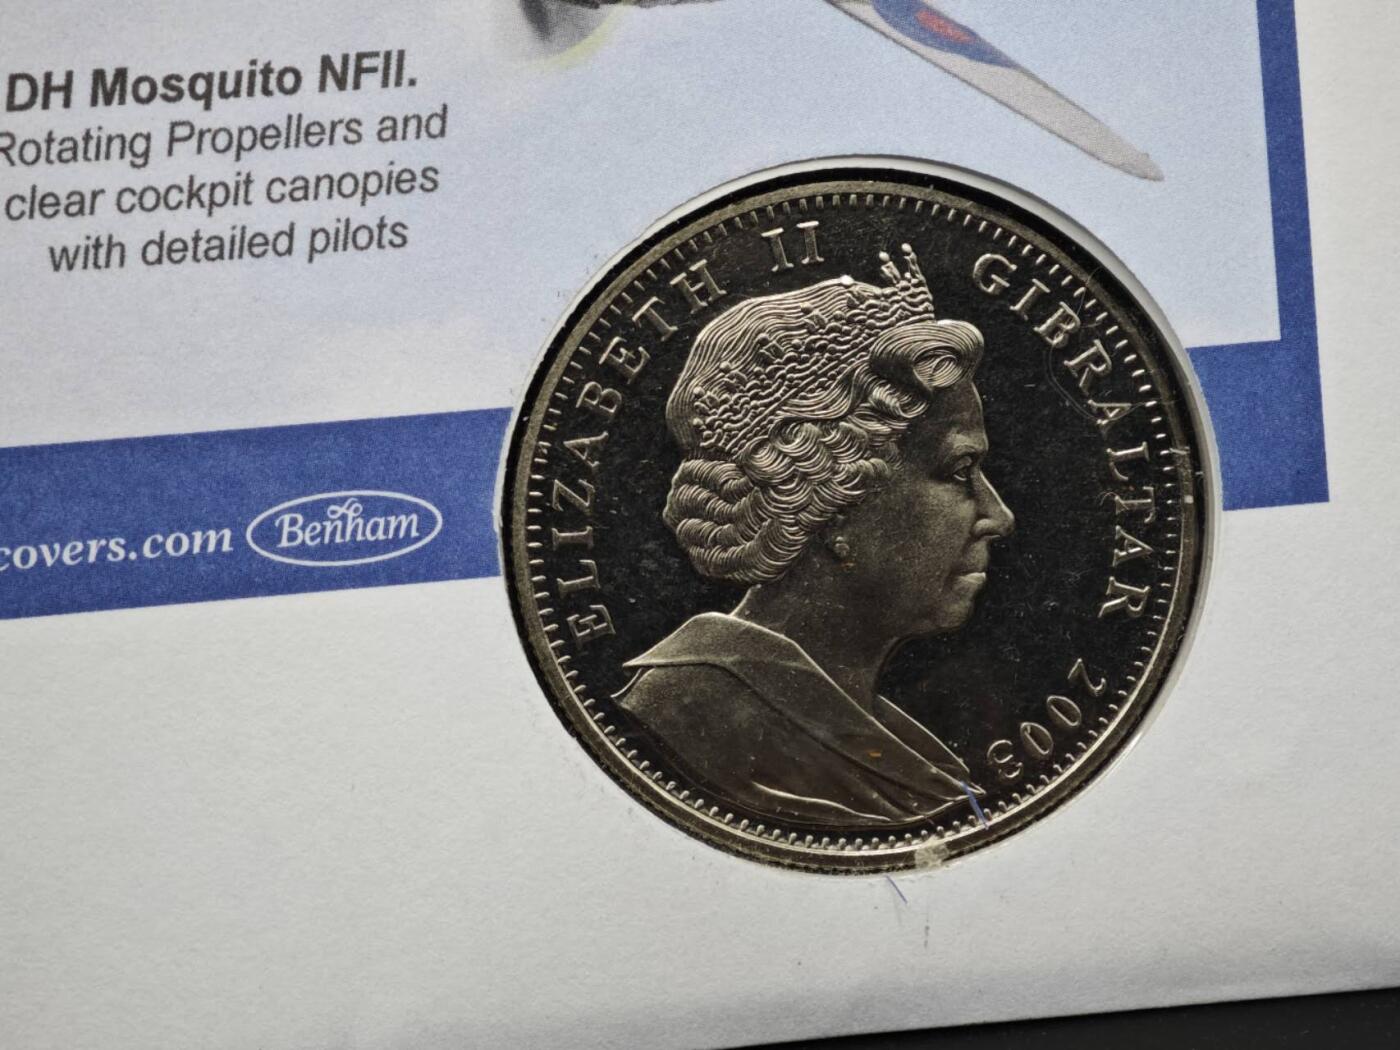 DH Mosquito NFII.
Rotating Propellers and
clear cockpit canopies
with detailed pilots
covers.com Benham
ELIZABETH II GIBRALTAR 2003